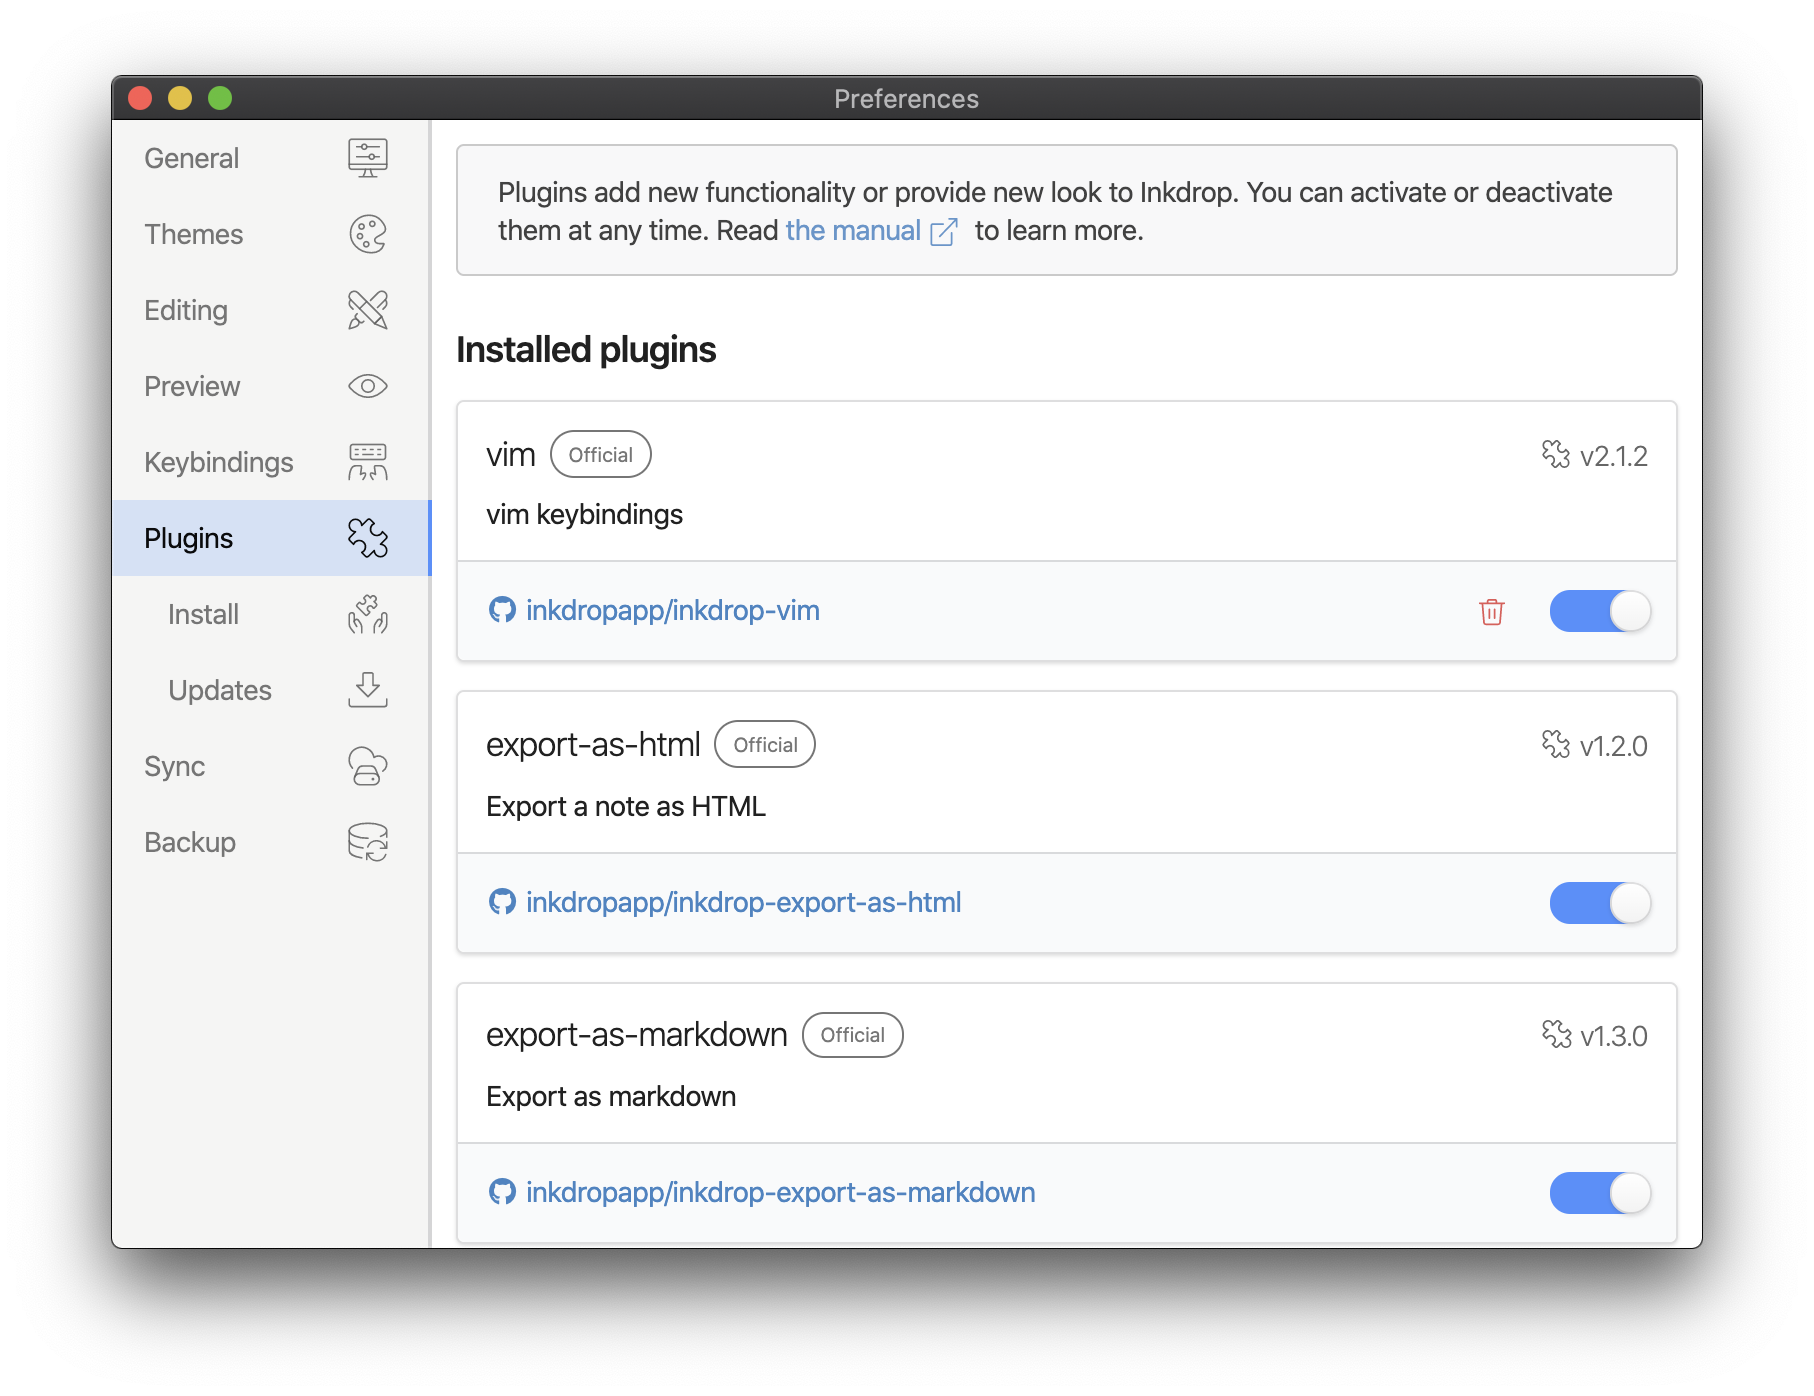 Preferences
General
Themes
Editing
Preview
Keybindings
Plugins
Install
Updates
Sync
Backup
Plugins add new functionality or provide new look to Inkdrop. You can activate or deactivate
them at any time. Read the manual to learn more.
Installed plugins
vim Official v2.1.2
vim keybindings
inkdropapp/inkdrop-vim
export-as-html Official v1.2.0
Export a note as HTML
inkdropapp/inkdrop-export-as-html
export-as-markdown Official v1.3.0
Export as markdown
inkdropapp/inkdrop-export-as-markdown